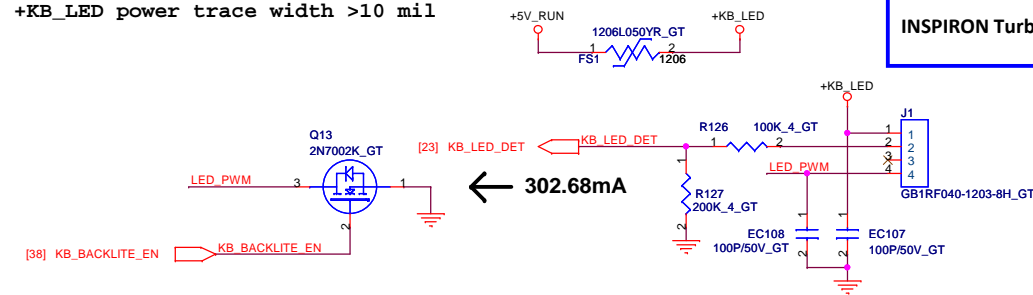 +KB_LED power trace width >10 mil
+5V_RUN
1206L050YR_GT
+KB_LED
1
2
FS1
1206
INSPIRON Turb
+KB_LED
J1
Q13
2N7002K_GT
[23] KB_LED_DET
KB_LED_DET
R126
100K_4_GT
1
2
1
1
2
2
3
3
4
4
LED_PWM
GB1RF040-1203-8H_GT
LED_PWM
3
1
302.68mA
1
R127
200K_4_GT
2
2
[38] KB_BACKLITE_EN
KB_BACKLITE_EN
1
1
EC108
100P/50V_GT
EC107
100P/50V_GT
2
2